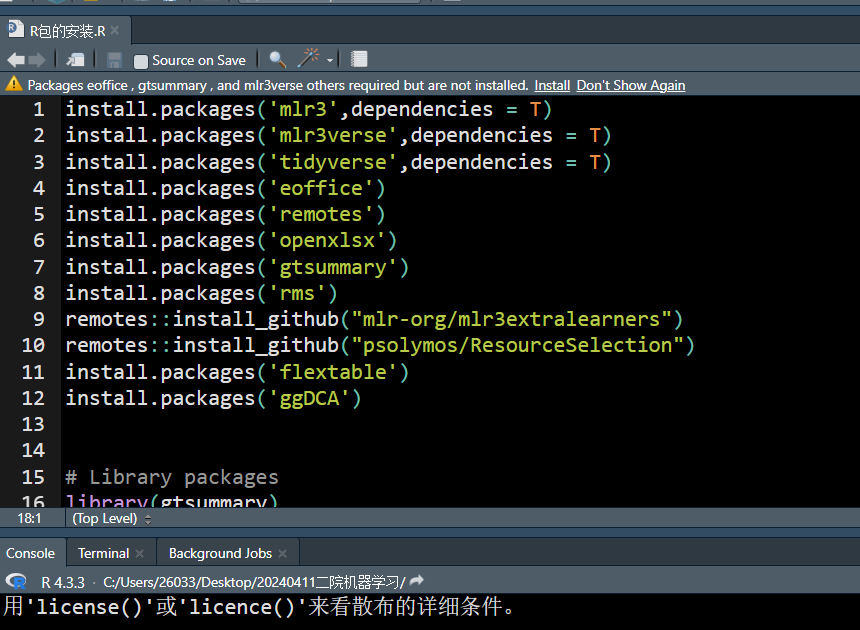 R包的安装.R
Source on Save
Packages eoffice , gtsummary , and mlr3verse others required but are not installed. Install Don't Show Again
1 install.packages('mlr3',dependencies = T)
2 install.packages('mlr3verse',dependencies = T)
3 install.packages('tidyverse',dependencies = T)
4 install.packages('eoffice')
5 install.packages('remotes')
6 install.packages('openxlsx')
7 install.packages('gtsummary')
8 install.packages('rms')
9 remotes::install_github("mlr-org/mlr3extralearners")
10 remotes::install_github("psolymos/ResourceSelection")
11 install.packages('flextable')
12 install.packages('ggDCA')
13
14
15 # Library packages
16 library(gtsummary)
18:1 (Top Level)
Console Terminal Background Jobs
R 4.3.3 · C:/Users/26033/Desktop/20240411二院机器学习/
用'license()'或'licence()'来看散布的详细条件。